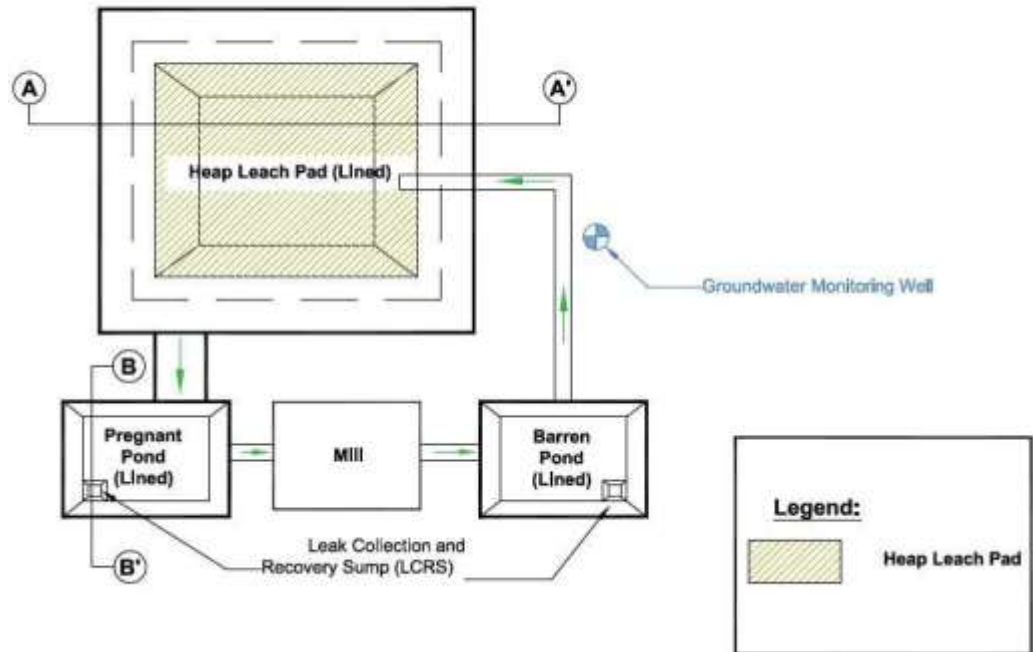 A
A'
Heap Leach Pad (Lined)
Groundwater Monitoring Well
B
Pregnant
Pond
(Lined)
Mill
Barren
Pond
(Lined)
Leak Collection and
Recovery Sump (LCRS)
B'
Legend:
Heap Leach Pad